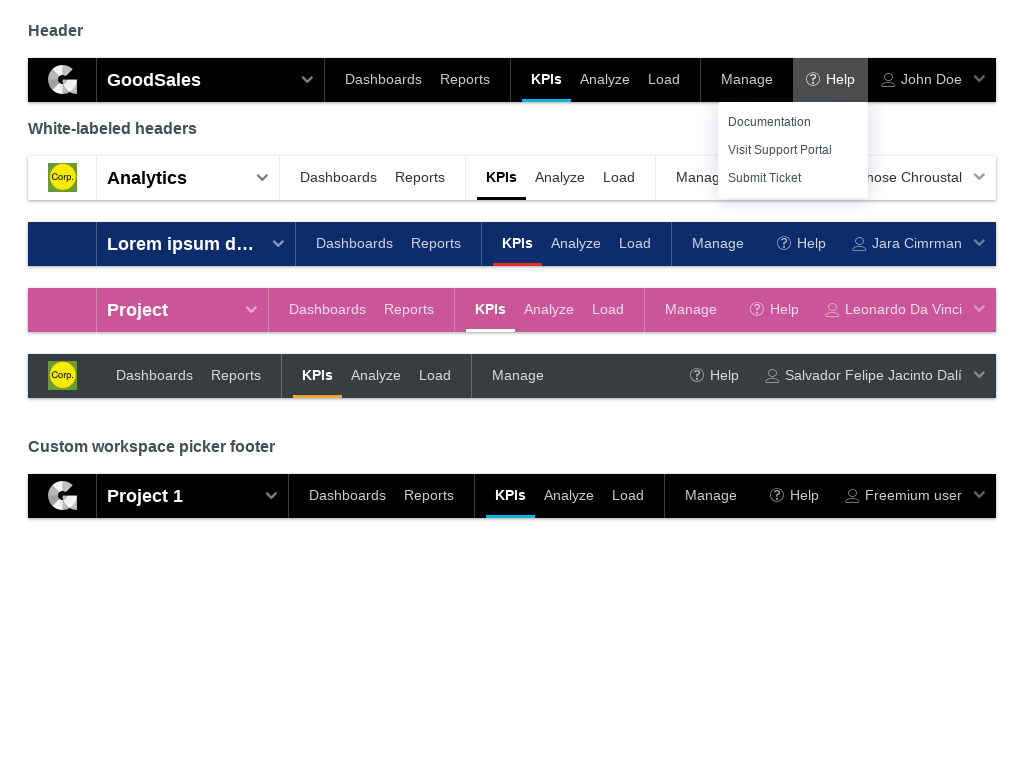 Header
GoodSales Dashboards Reports KPIs Analyze Load Manage Help John Doe
Documentation
Visit Support Portal
Submit Ticket
White-labeled headers
Corp. Analytics Dashboards Reports KPIs Analyze Load Chroustal
Lorem ipsum d… Dashboards Reports KPIs Analyze Load Manage Help Jara Cimrman
Project Dashboards Reports KPIs Analyze Load Manage Help Leonardo Da Vinci
Corp. Dashboards Reports KPIs Analyze Load Manage Help Salvador Felipe Jacinto Dalí
Custom workspace picker footer
Project 1 Dashboards Reports KPIs Analyze Load Manage Help Freemium user